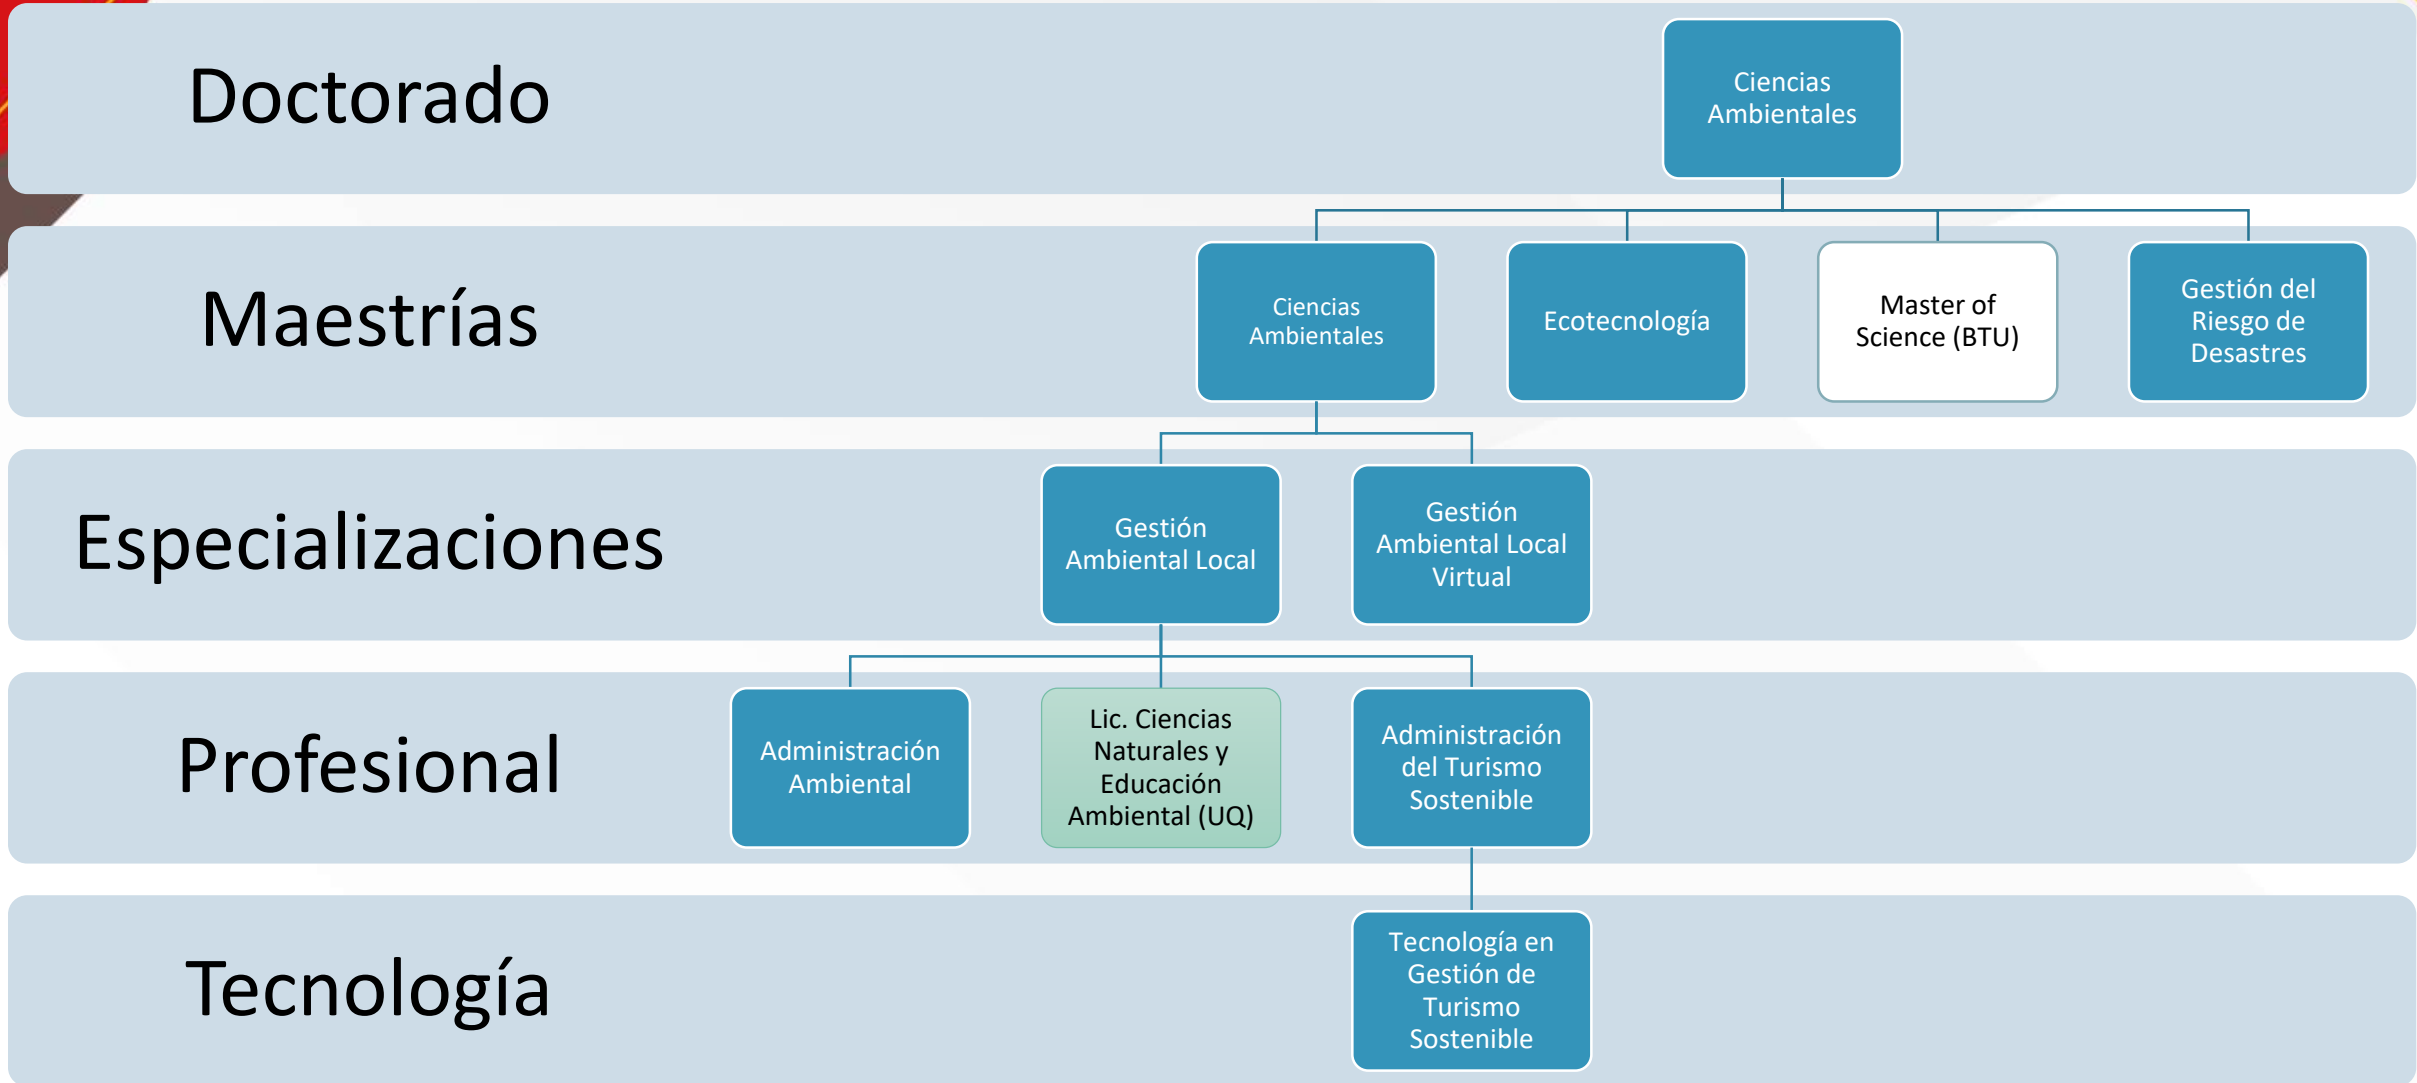 Doctorado
Ciencias
Ambientales
Maestrías
Ciencias
Ambientales
Ecotecnología
Master of
Science (BTU)
Gestión del
Riesgo de
Desastres
Especializaciones
Gestión
Ambiental Local
Gestión
Ambiental Local
Virtual
Profesional
Administración
Ambiental
Lic. Ciencias
Naturales y
Educación
Ambiental (UQ)
Administración
del Turismo
Sostenible
Tecnología
Tecnología en
Gestión de
Turismo
Sostenible